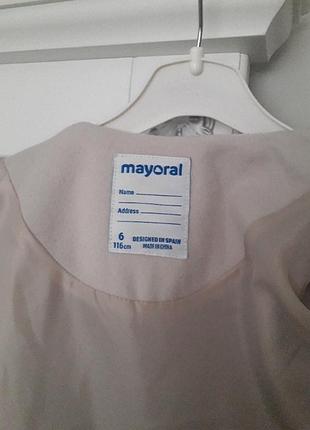 mayoral
Name
Address
6 DESIGNED IN SPAIN
116cm MADE IN CHINA